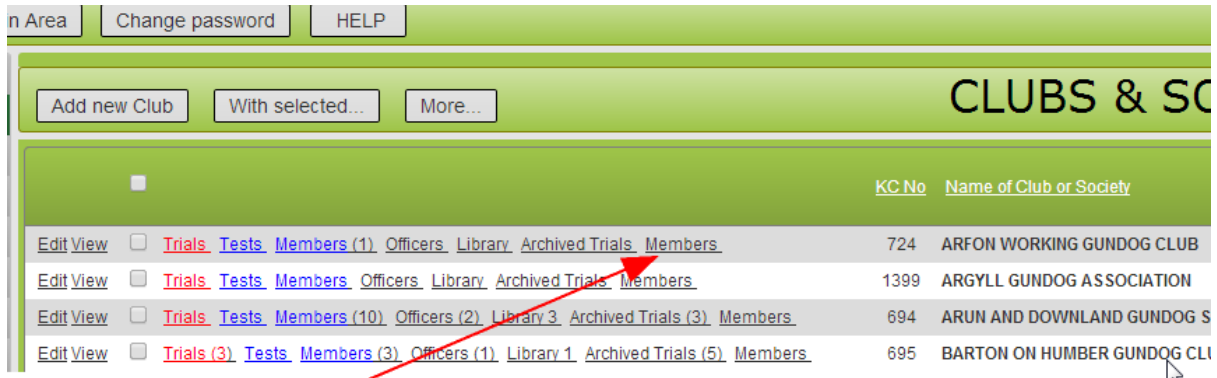 n Area Change password HELP
Add new Club With selected... More... CLUBS & SC
KC No Name of Club or Society
Edit View Trials Tests Members (1) Officers Library Archived Trials Members 724 ARFON WORKING GUNDOG CLUB
Edit View Trials Tests Members Officers Library Archived Trials Members 1399 ARGYLL GUNDOG ASSOCIATION
Edit View Trials Tests Members (10) Officers (2) Library 3 Archived Trials (3) Members 694 ARUN AND DOWNLAND GUNDOG S
Edit View Trials (3) Tests Members (3) Officers (1) Library 1 Archived Trials (5) Members 695 BARTON ON HUMBER GUNDOG CLU